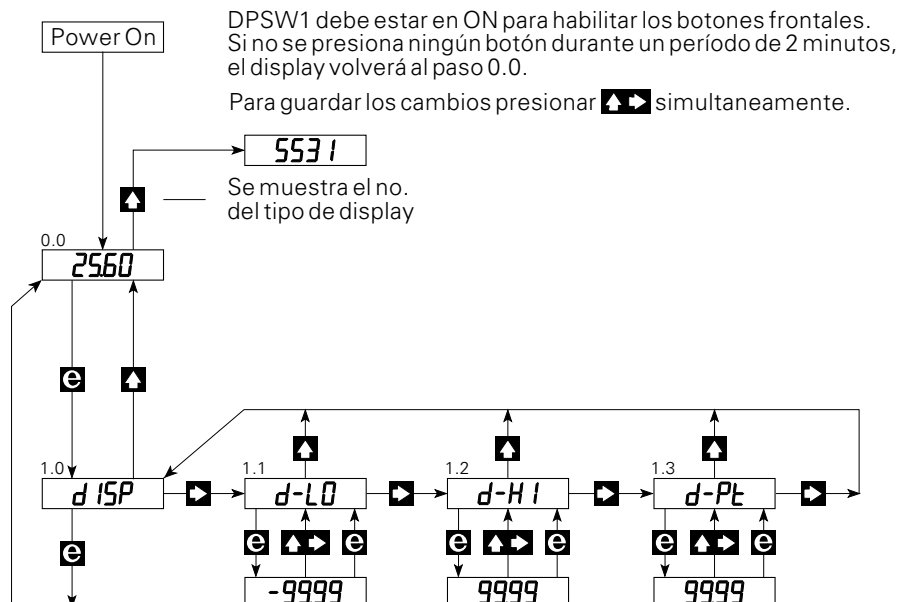 DPSW1 debe estar en ON para habilitar los botones frontales.
Si no se presiona ningún botón durante un período de 2 minutos,
el display volverá al paso 0.0.
Para guardar los cambios presionar simultaneamente.
Power On
5531
Se muestra el no.
del tipo de display
0.0
25.60
e
1.0
dISP
1.1
d-LO
1.2
d-HI
1.3
d-Pt
e
e e
e e
e e
-9999
9999
9999